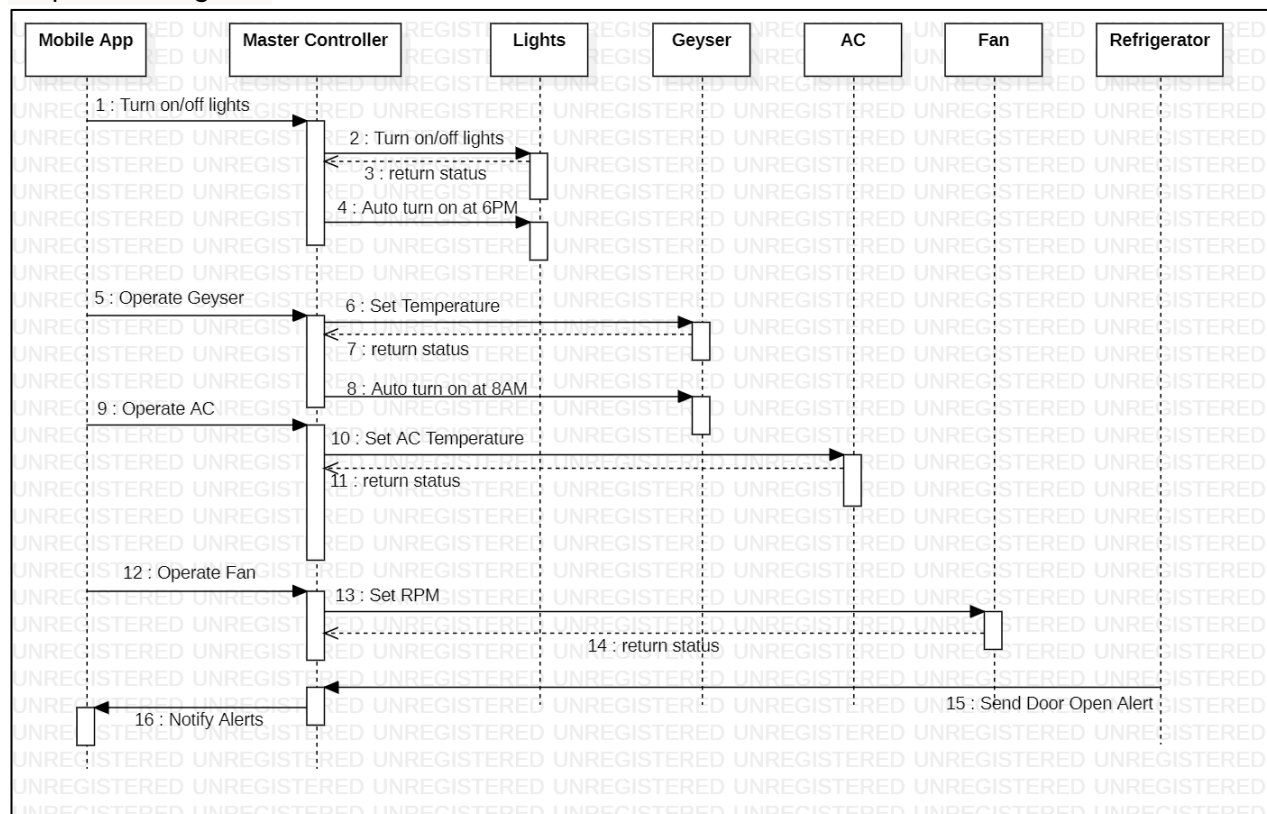 Mobile App
Master Controller
Lights
Geyser
AC
Fan
Refrigerator
1 : Turn on/off lights
2 : Turn on/off lights
3 : return status
4 : Auto turn on at 6PM
5 : Operate Geyser
6 : Set Temperature
7 : return status
8 : Auto turn on at 8AM
9 : Operate AC
10 : Set AC Temperature
11 : return status
12 : Operate Fan
13 : Set RPM
14 : return status
15 : Send Door Open Alert
16 : Notify Alerts
UNREGISTERED